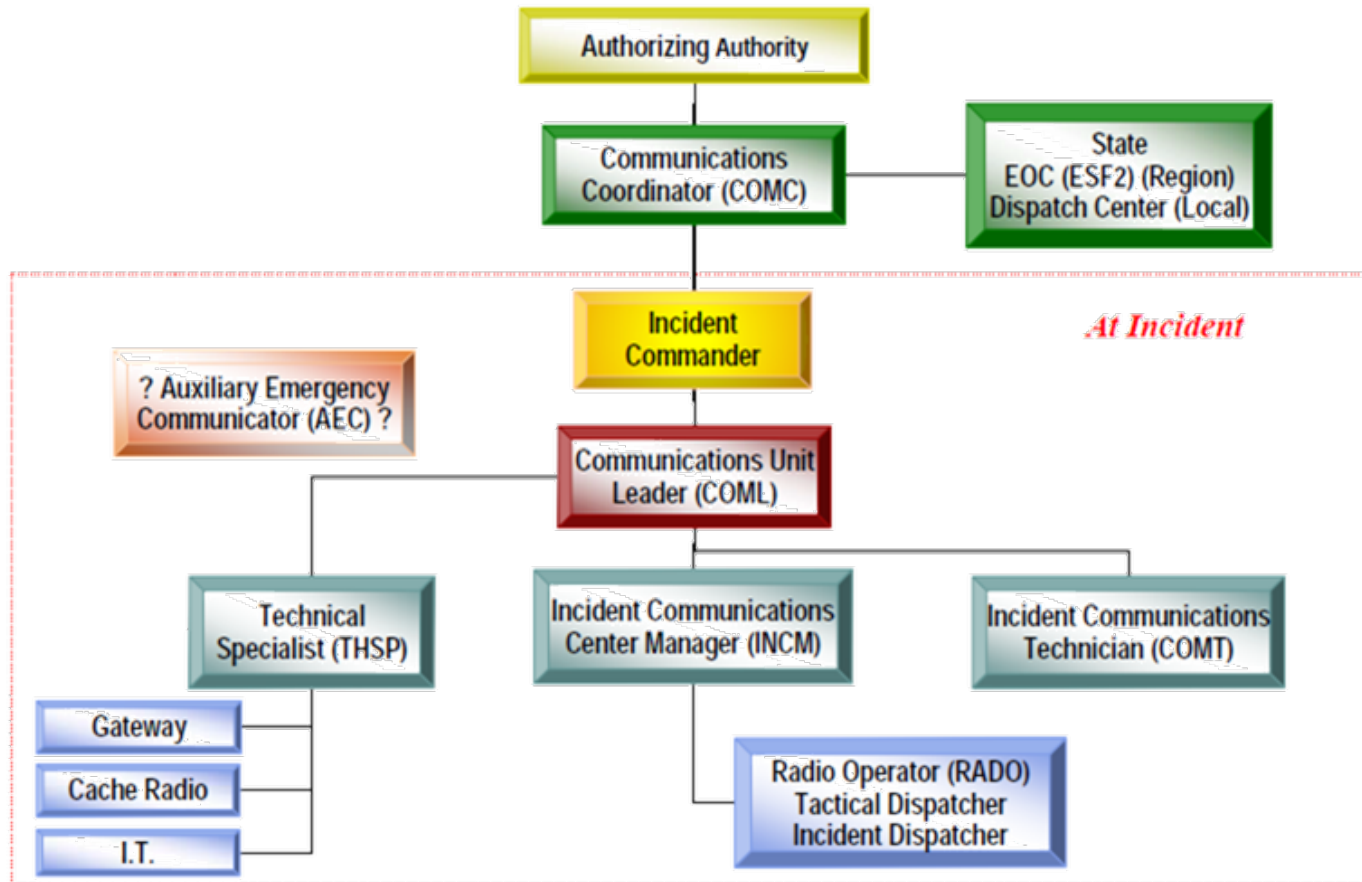 Authorizing Authority
Communications
Coordinator (COMC)
State
EOC (ESF2) (Region)
Dispatch Center (Local)
Incident
Commander
At Incident
? Auxiliary Emergency
Communicator (AEC) ?
Communications Unit
Leader (COML)
Technical
Specialist (THSP)
Incident Communications
Center Manager (INCM)
Incident Communications
Technician (COMT)
Gateway
Cache Radio
I.T.
Radio Operator (RADO)
Tactical Dispatcher
Incident Dispatcher